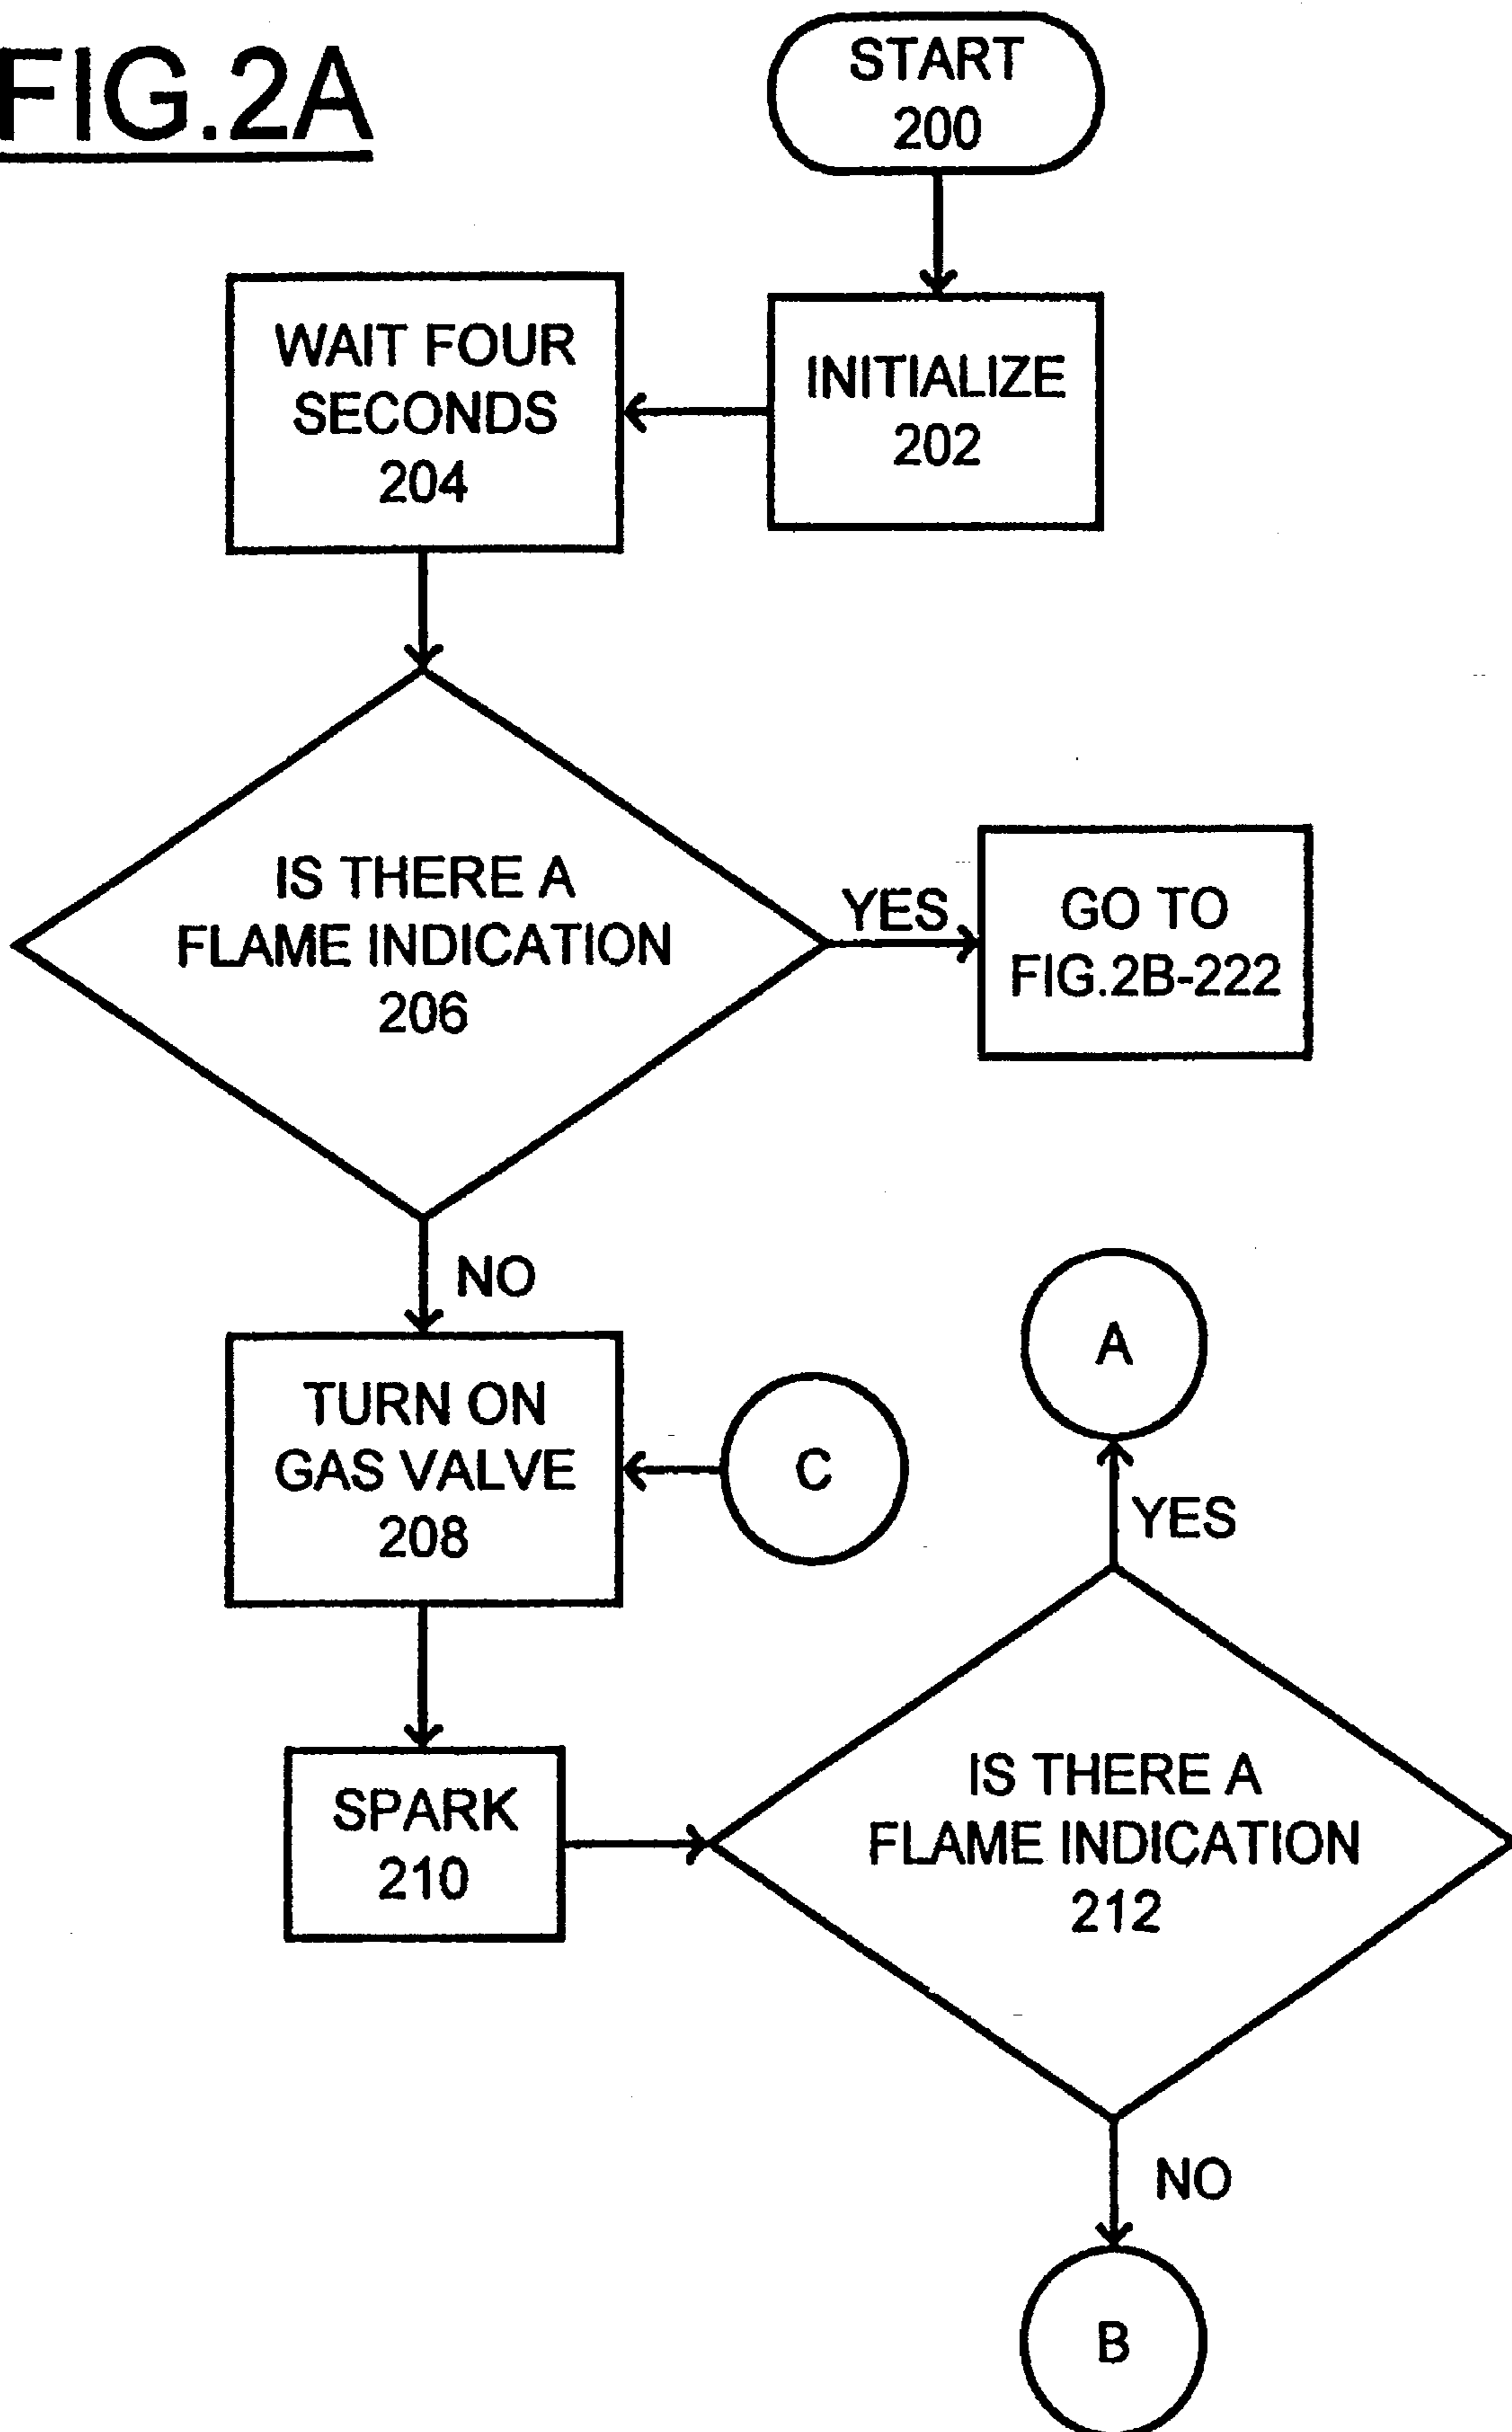 FIG.2A
START
200
INITIALIZE
202
WAIT FOUR
SECONDS
204
IS THERE A
FLAME INDICATION
206
YES
GO TO
FIG.2B-222
NO
TURN ON
GAS VALVE
208
C
SPARK
210
IS THERE A
FLAME INDICATION
212
YES
A
NO
B